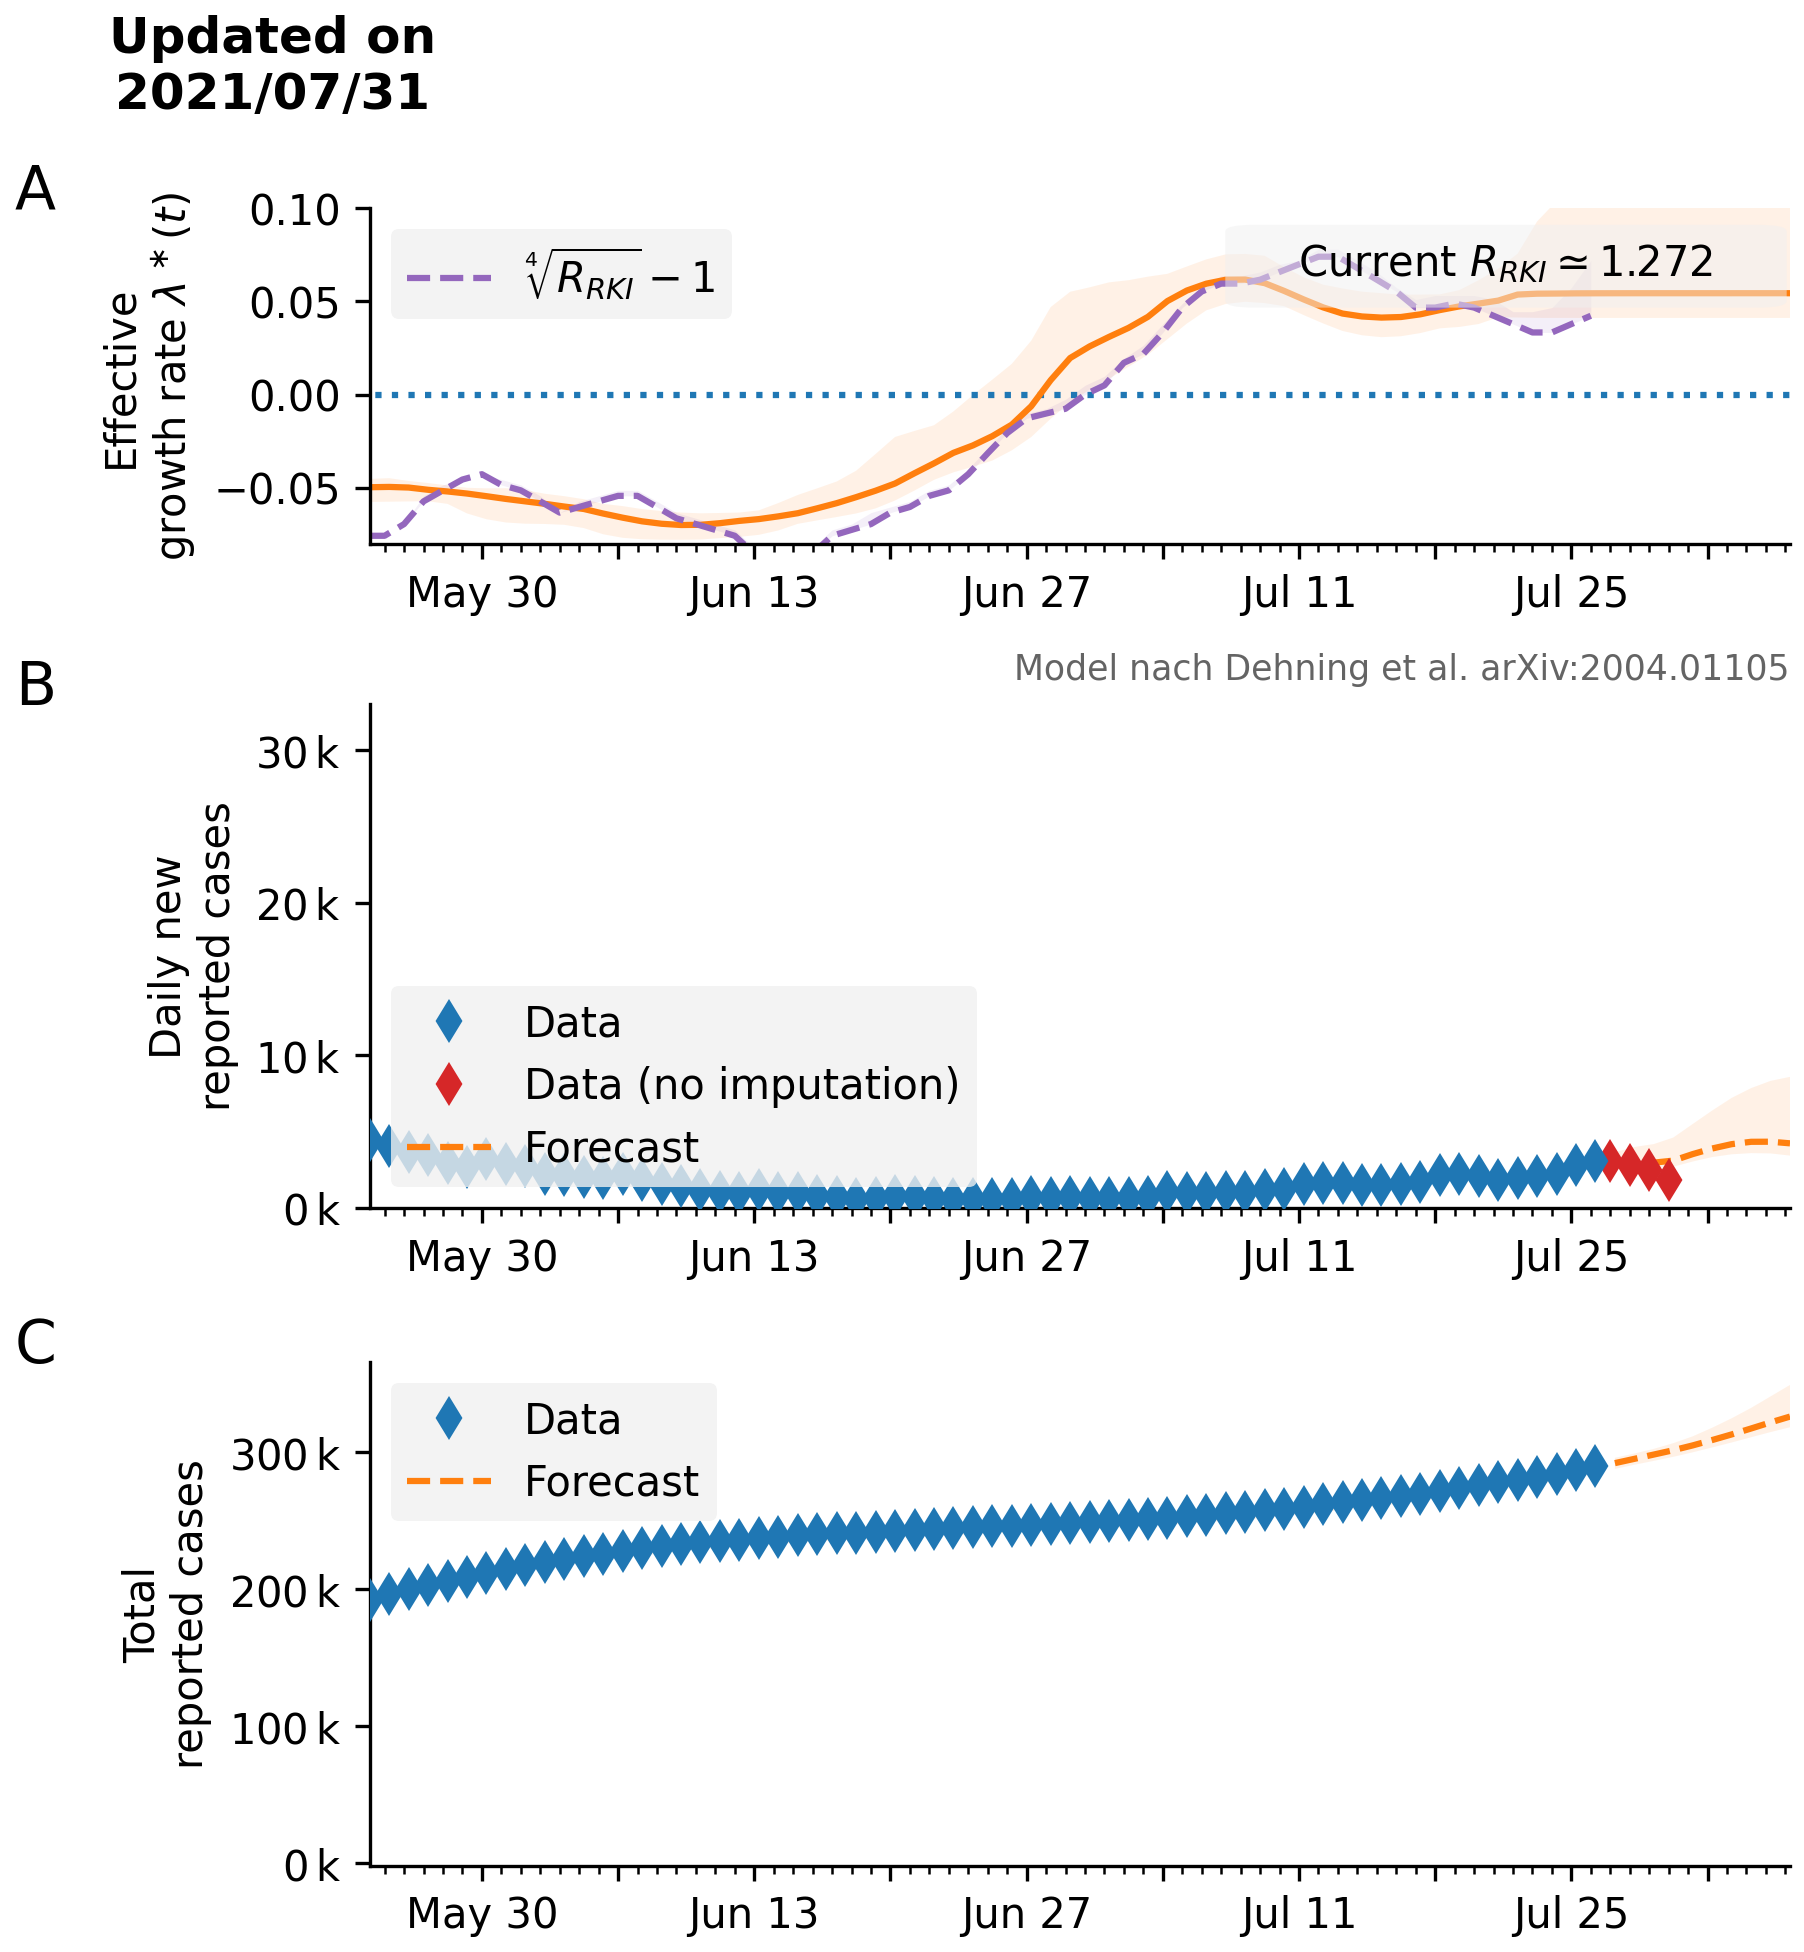 Updated on
2021/07/31
A
Effective
growth rate λ * (t)
0.10
0.05
0.00
−0.05
∜R_RKI − 1
Current R_RKI ≃ 1.272
May 30 Jun 13 Jun 27 Jul 11 Jul 25
Model nach Dehning et al. arXiv:2004.01105
B
Daily new
reported cases
30 k
20 k
10 k
0 k
Data
Data (no imputation)
Forecast
May 30 Jun 13 Jun 27 Jul 11 Jul 25
C
Total
reported cases
300 k
200 k
100 k
0 k
Data
Forecast
May 30 Jun 13 Jun 27 Jul 11 Jul 25